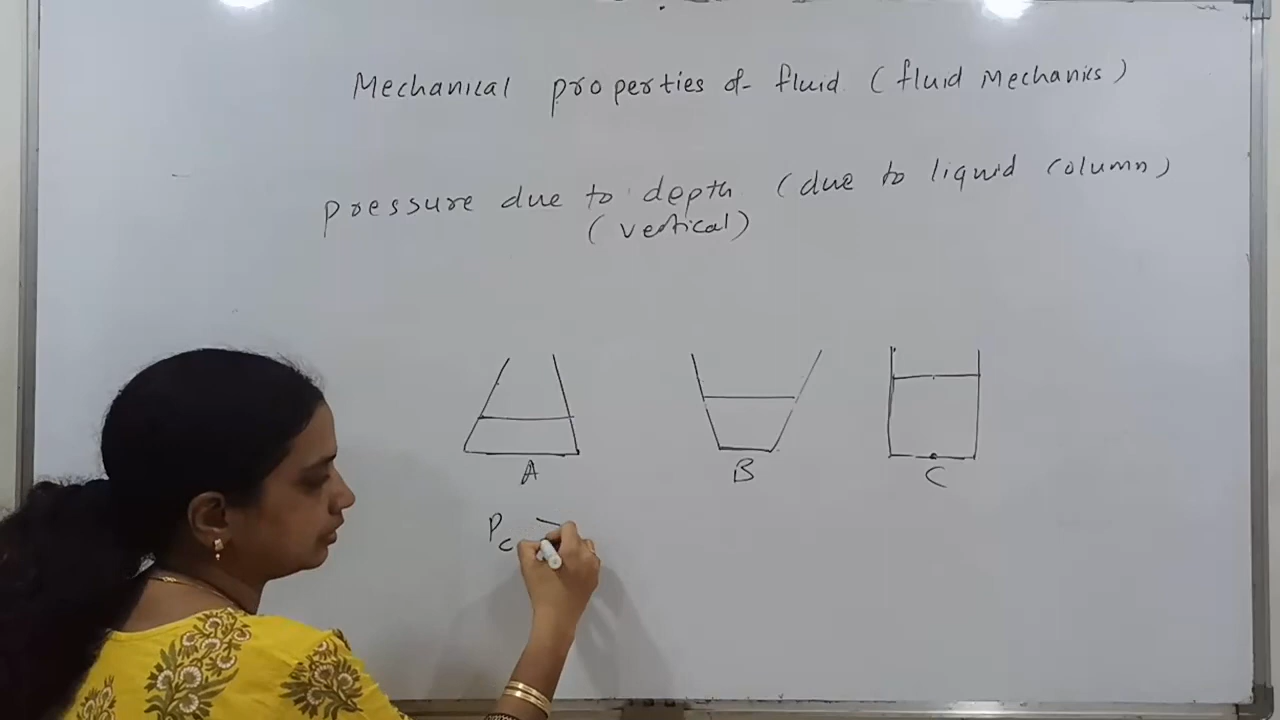 Mechanical properties of fluid (fluid Mechanics)
pressure due to depth (due to liquid column)
(vertical)
A B C
Pc >